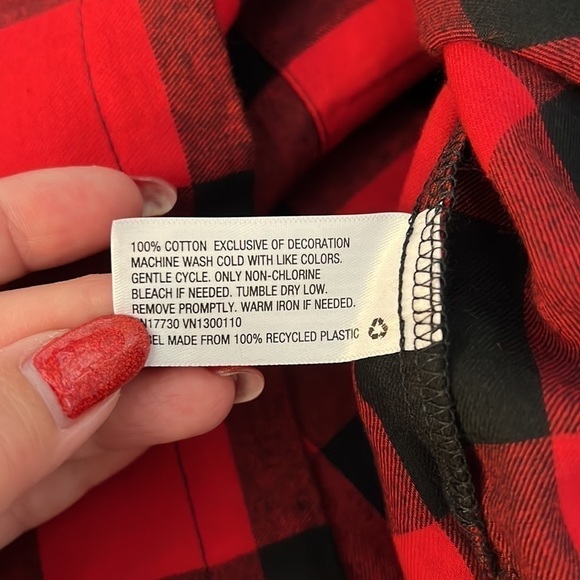 100% COTTON EXCLUSIVE OF DECORATION
MACHINE WASH COLD WITH LIKE COLORS.
GENTLE CYCLE. ONLY NON-CHLORINE
BLEACH IF NEEDED. TUMBLE DRY LOW.
REMOVE PROMPTLY. WARM IRON IF NEEDED.
VN1300110
MADE FROM 100% RECYCLED PLASTIC